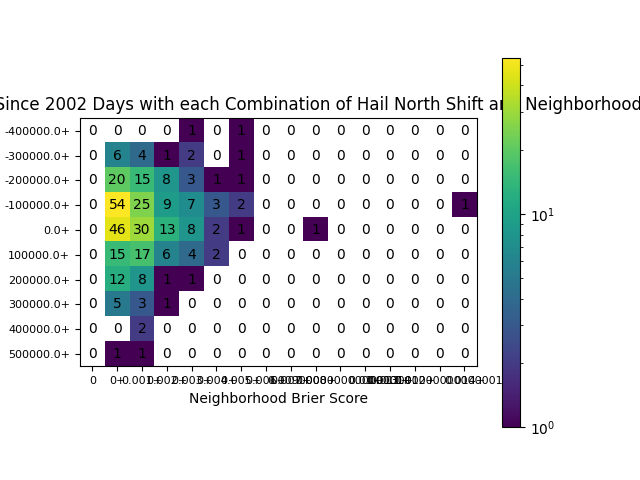 Since 2002 Days with each Combination of Hail North Shift and Neighborhood
-400000.0+ 0 0 0 0 1 0 1 0 0 0 0 0 0 0 0 0
-300000.0+ 0 6 4 1 2 0 1 0 0 0 0 0 0 0 0 0
-200000.0+ 0 20 15 8 3 1 1 0 0 0 0 0 0 0 0 0
-100000.0+ 0 54 25 9 7 3 2 0 0 0 0 0 0 0 0 1
0.0+ 0 46 30 13 8 2 1 0 0 1 0 0 0 0 0 0
100000.0+ 0 15 17 6 4 2 0 0 0 0 0 0 0 0 0 0
200000.0+ 0 12 8 1 1 0 0 0 0 0 0 0 0 0 0 0
300000.0+ 0 5 3 1 0 0 0 0 0 0 0 0 0 0 0 0
400000.0+ 0 0 2 0 0 0 0 0 0 0 0 0 0 0 0 0
500000.0+ 0 1 1 0 0 0 0 0 0 0 0 0 0 0 0 0
0 0+
Neighborhood Brier Score
10¹
10⁰